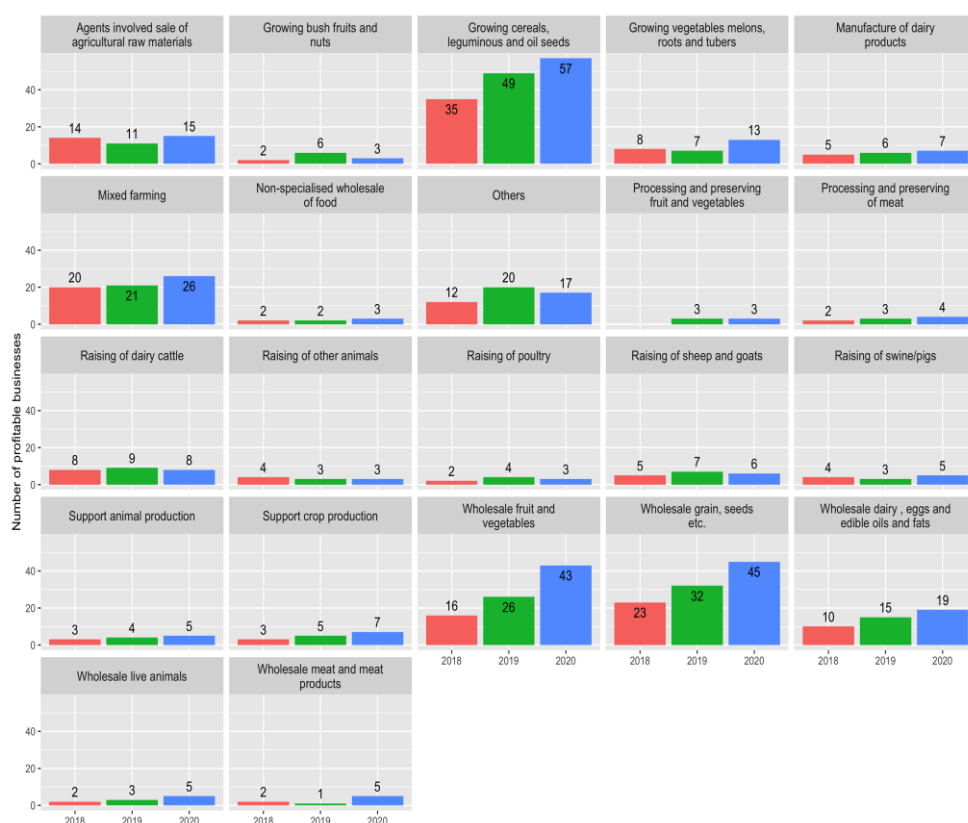 Agents involved sale of
agricultural raw materials
Growing bush fruits and
nuts
Growing cereals,
leguminous and oil seeds
Growing vegetables melons,
roots and tubers
Manufacture of dairy
products
40
20
0
14
11
15
2
6
3
35
49
57
8
7
13
5
6
7
Mixed farming
Non-specialised wholesale
of food
Others
Processing and preserving
fruit and vegetables
Processing and preserving
of meat
40
20
0
20
21
26
2
2
3
12
20
17
3
3
2
3
4
Number of profitable businesses
Raising of dairy cattle
Raising of other animals
Raising of poultry
Raising of sheep and goats
Raising of swine/pigs
40
20
0
8
9
8
4
3
3
2
4
3
5
7
6
4
3
5
Support animal production
Support crop production
Wholesale fruit and
vegetables
Wholesale grain, seeds
etc.
Wholesale dairy , eggs and
edible oils and fats
40
20
0
3
4
5
3
5
7
16
26
43
23
32
45
10
15
19
2018 2019 2020
2018 2019 2020
2018 2019 2020
Wholesale live animals
Wholesale meat and meat
products
40
20
0
2
3
5
2
1
5
2018 2019 2020
2018 2019 2020